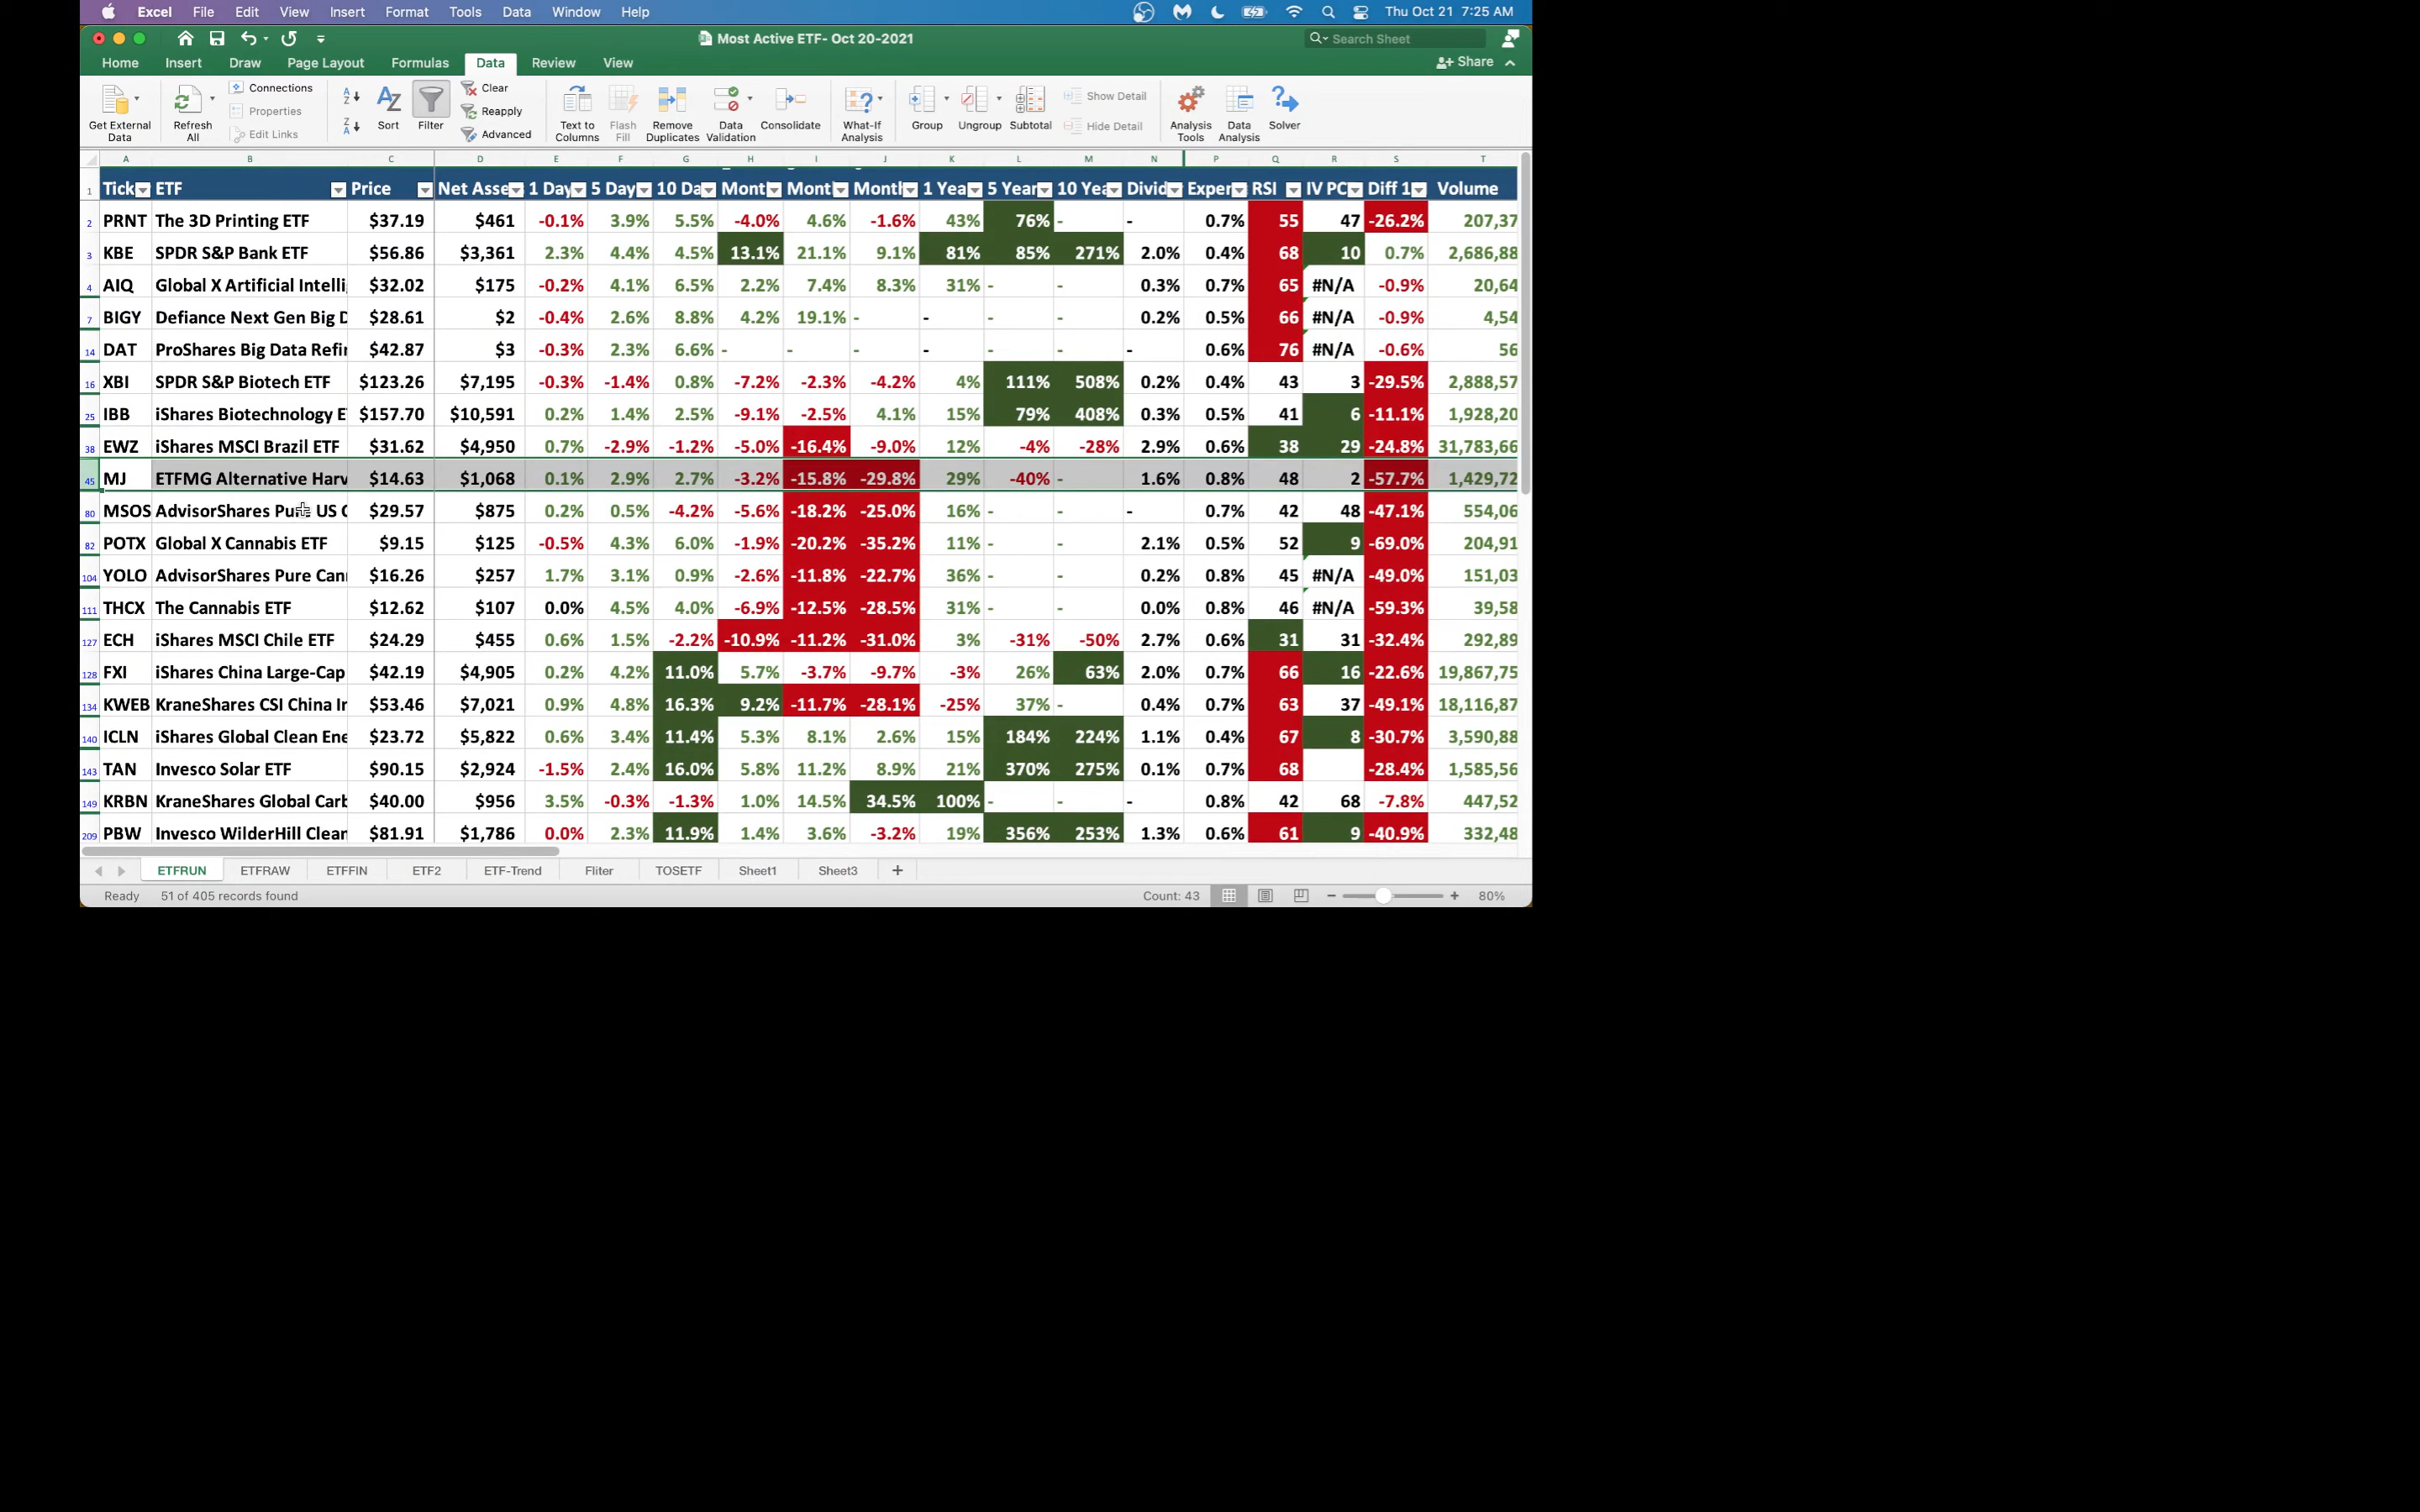 Excel File Edit View Insert Format Tools Data Window Help Thu Oct 21 7:25 AM
Most Active ETF- Oct 20-2021 Search Sheet
Home Insert Draw Page Layout Formulas Data Review View Share
Get External Data Refresh All Connections Properties Edit Links Sort Filter Clear Reapply Advanced Text to Columns Flash Fill Remove Duplicates Data Validation Consolidate What-If Analysis Group Ungroup Subtotal Show Detail Hide Detail Analysis Tools Data Analysis Solver
A B C D E F G H I J K L M N P Q R S T
1 Tick ETF Price Net Asse 1 Day 5 Day 10 Da Mont Mont Month 1 Yea 5 Year 10 Yea Divid Exper RSI IV PC Diff 1 Volume
2 PRNT The 3D Printing ETF $37.19 $461 -0.1% 3.9% 5.5% -4.0% 4.6% -1.6% 43% 76% - - 0.7% 55 47 -26.2% 207,37
3 KBE SPDR S&P Bank ETF $56.86 $3,361 2.3% 4.4% 4.5% 13.1% 21.1% 9.1% 81% 85% 271% 2.0% 0.4% 68 10 0.7% 2,686,88
4 AIQ Global X Artificial Intelli $32.02 $175 -0.2% 4.1% 6.5% 2.2% 7.4% 8.3% 31% - - 0.3% 0.7% 65 #N/A -0.9% 20,64
7 BIGY Defiance Next Gen Big D $28.61 $2 -0.4% 2.6% 8.8% 4.2% 19.1% - - - - 0.2% 0.5% 66 #N/A -0.9% 4,54
14 DAT ProShares Big Data Refin $42.87 $3 -0.3% 2.3% 6.6% - - - - - - - 0.6% 76 #N/A -0.6% 56
16 XBI SPDR S&P Biotech ETF $123.26 $7,195 -0.3% -1.4% 0.8% -7.2% -2.3% -4.2% 4% 111% 508% 0.2% 0.4% 43 3 -29.5% 2,888,57
25 IBB iShares Biotechnology E $157.70 $10,591 0.2% 1.4% 2.5% -9.1% -2.5% 4.1% 15% 79% 408% 0.3% 0.5% 41 6 -11.1% 1,928,20
38 EWZ iShares MSCI Brazil ETF $31.62 $4,950 0.7% -2.9% -1.2% -5.0% -16.4% -9.0% 12% -4% -28% 2.9% 0.6% 38 29 -24.8% 31,783,66
45 MJ ETFMG Alternative Harv $14.63 $1,068 0.1% 2.9% 2.7% -3.2% -15.8% -29.8% 29% -40% - 1.6% 0.8% 48 2 -57.7% 1,429,72
80 MSOS AdvisorShares Pure US C $29.57 $875 0.2% 0.5% -4.2% -5.6% -18.2% -25.0% 16% - - - 0.7% 42 48 -47.1% 554,06
82 POTX Global X Cannabis ETF $9.15 $125 -0.5% 4.3% 6.0% -1.9% -20.2% -35.2% 11% - - 2.1% 0.5% 52 9 -69.0% 204,91
104 YOLO AdvisorShares Pure Can $16.26 $257 1.7% 3.1% 0.9% -2.6% -11.8% -22.7% 36% - - 0.2% 0.8% 45 #N/A -49.0% 151,03
111 THCX The Cannabis ETF $12.62 $107 0.0% 4.5% 4.0% -6.9% -12.5% -28.5% 31% - - 0.0% 0.8% 46 #N/A -59.3% 39,58
127 ECH iShares MSCI Chile ETF $24.29 $455 0.6% 1.5% -2.2% -10.9% -11.2% -31.0% 3% -31% -50% 2.7% 0.6% 31 31 -32.4% 292,89
128 FXI iShares China Large-Cap $42.19 $4,905 0.2% 4.2% 11.0% 5.7% -3.7% -9.7% -3% 26% 63% 2.0% 0.7% 66 16 -22.6% 19,867,75
134 KWEB KraneShares CSI China In $53.46 $7,021 0.9% 4.8% 16.3% 9.2% -11.7% -28.1% -25% 37% - 0.4% 0.7% 63 37 -49.1% 18,116,87
140 ICLN iShares Global Clean Ene $23.72 $5,822 0.6% 3.4% 11.4% 5.3% 8.1% 2.6% 15% 184% 224% 1.1% 0.4% 67 8 -30.7% 3,590,88
143 TAN Invesco Solar ETF $90.15 $2,924 -1.5% 2.4% 16.0% 5.8% 11.2% 8.9% 21% 370% 275% 0.1% 0.7% 68 -28.4% 1,585,56
149 KRBN KraneShares Global Carb $40.00 $956 3.5% -0.3% -1.3% 1.0% 14.5% 34.5% 100% - - - 0.8% 42 68 -7.8% 447,52
209 PBW Invesco WilderHill Clean $81.91 $1,786 0.0% 2.3% 11.9% 1.4% 3.6% -3.2% 19% 356% 253% 1.3% 0.6% 61 9 -40.9% 332,48
ETFRUN ETFRAW ETFFIN ETF2 ETF-Trend Fliter TOSETF Sheet1 Sheet3 +
Ready 51 of 405 records found Count: 43 80%